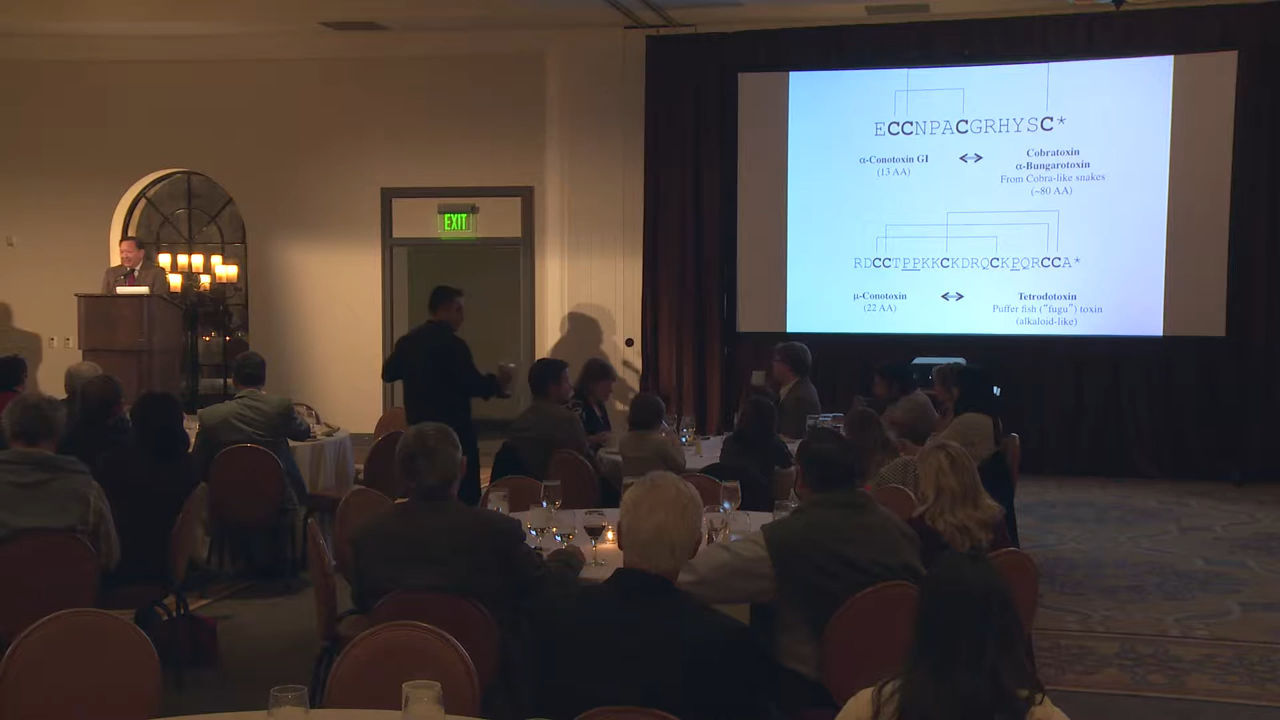 EXIT
ECCNPACGRHYSC*
α-Conotoxin GI ⇔ Cobratoxin
(13 AA) α-Bungarotoxin
From Cobra-like snakes
(~80 AA)
RDCCTPPKKCKDRQCKPQRCCA*
μ-Conotoxin ⇔ Tetrodotoxin
(22 AA) Puffer fish ("fugu") toxin
(alkaloid-like)